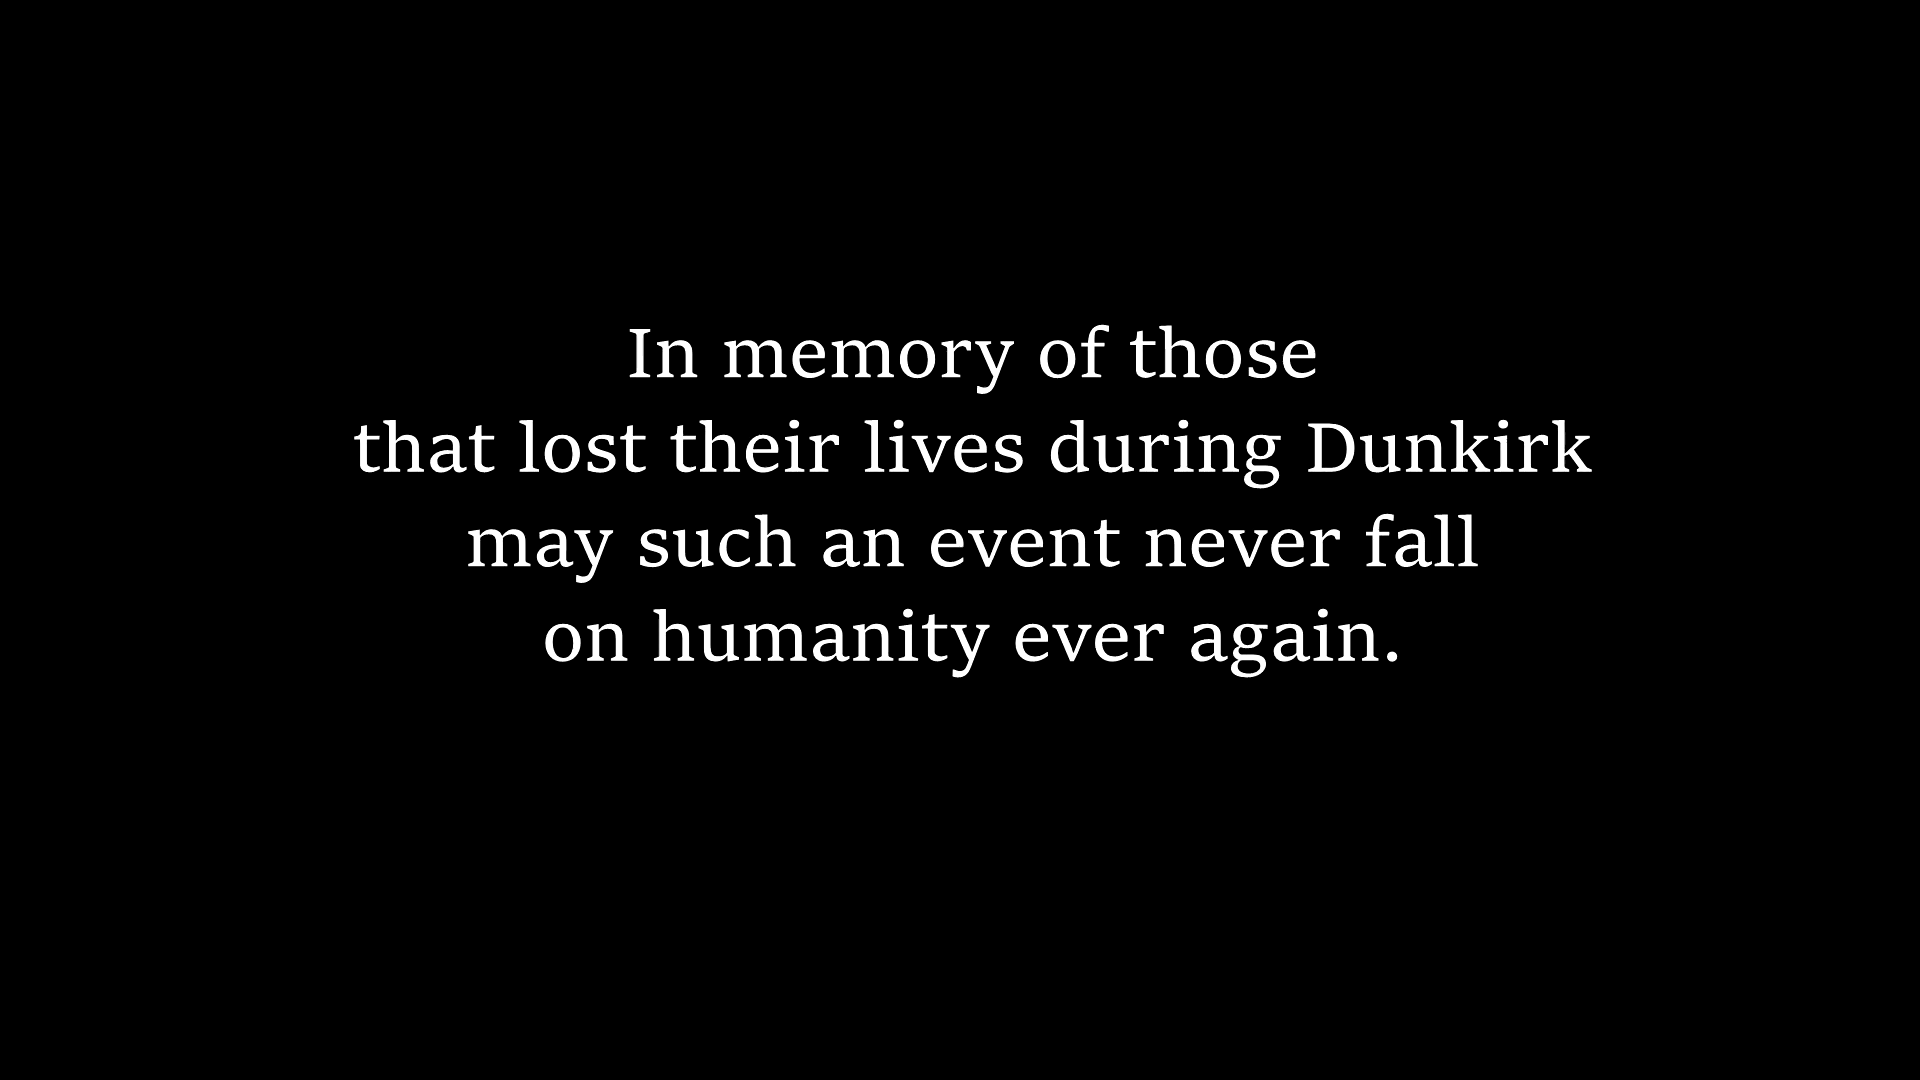 In memory of those
that lost their lives during Dunkirk
may such an event never fall
on humanity ever again.